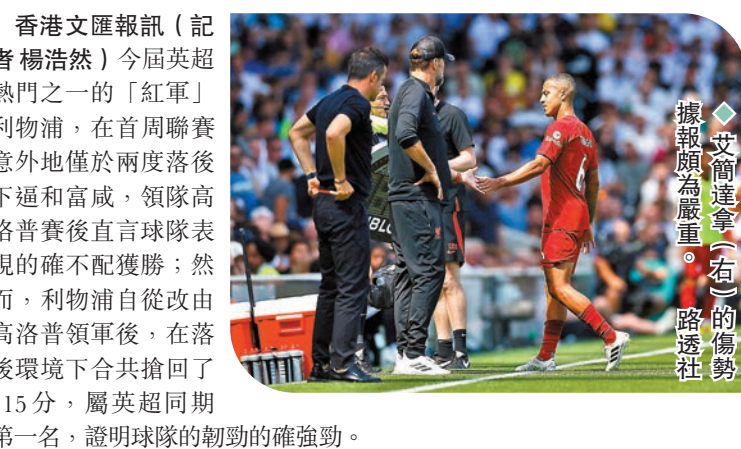 香港文匯報訊（記
者 楊浩然）今屆英超
熱門之一的「紅軍」
利物浦，在首周聯賽
意外地僅於兩度落後
下逼和富咸，領隊高
洛普賽後直言球隊表
現的確不配獲勝；然
而，利物浦自從改由
高洛普領軍後，在落
後環境下合共搶回了
15分，屬英超同期
第一名，證明球隊的韌勁的確強勁。
◆艾簡達拿（右）的傷勢
據報頗為嚴重。 路透社
6